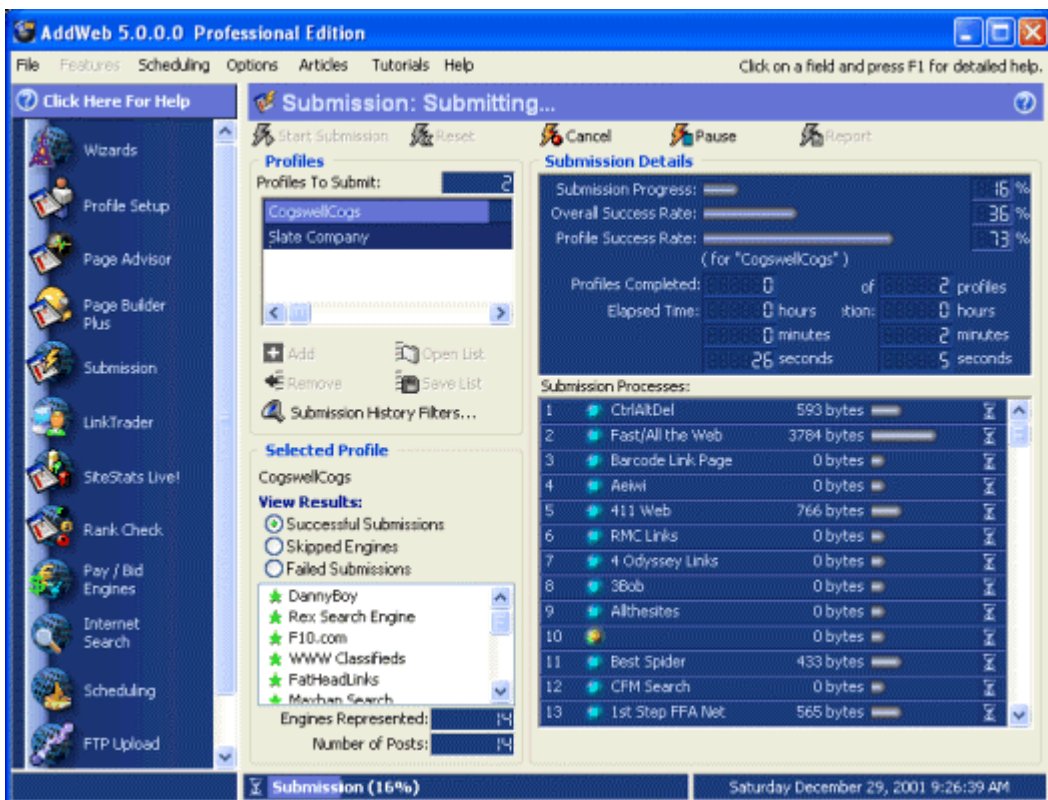 AddWeb 5.0.0.0 Professional Edition
File Features Scheduling Options Articles Tutorials Help Click on a field and press F1 for detailed help.
Click Here For Help
Wizards
Profile Setup
Page Advisor
Page Builder
Plus
Submission
LinkTrader
SiteStats Live!
Rank Check
Pay / Bid
Engines
Internet
Search
Scheduling
FTP Upload
Submission: Submitting...
Start Submission Reset Cancel Pause Report
Profiles
Profiles To Submit: 2
CogswellCogs
Slate Company
Add Open List
Remove Save List
Submission History Filters...
Selected Profile
CogswellCogs
View Results:
Successful Submissions
Skipped Engines
Failed Submissions
DannyBoy
Rex Search Engine
F10.com
WWW Classifieds
FatHeadLinks
Maxhan Search
Engines Represented: 14
Number of Posts: 14
Submission Details
Submission Progress: 16 %
Overall Success Rate: 36 %
Profile Success Rate: 73 %
( for "CogswellCogs" )
Profiles Completed: 0 of 2 profiles
Elapsed Time: 0 hours tion: 0 hours
0 minutes 2 minutes
26 seconds 5 seconds
Submission Processes:
1 CtrlAltDel 593 bytes
2 Fast/All the Web 3784 bytes
3 Barcode Link Page 0 bytes
4 Aeiwi 0 bytes
5 411 Web 766 bytes
6 RMC Links 0 bytes
7 4 Odyssey Links 0 bytes
8 3Bob 0 bytes
9 Allthesites 0 bytes
10 0 bytes
11 Best Spider 433 bytes
12 CFM Search 0 bytes
13 1st Step FFA Net 565 bytes
Submission (16%) Saturday December 29, 2001 9:26:39 AM